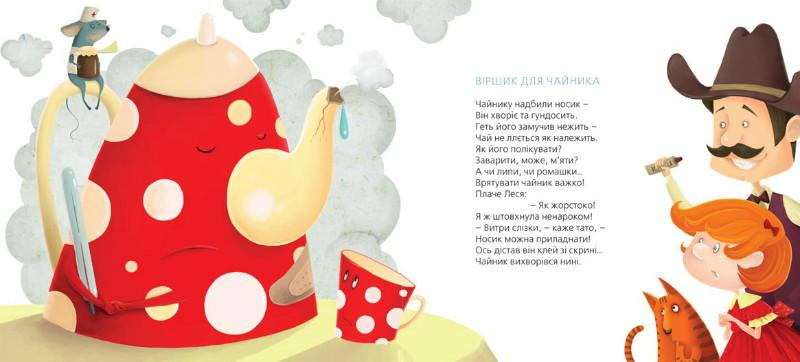 ВІРШИК ДЛЯ ЧАЙНИКА
Чайнику надбили носик –
Він хворіє та гундосить.
Геть його замучив нежить –
Чай не ллється як належить.
Як його полікувати?
Заварити, може, м'яти?
А чи липи, чи ромашки...
Врятувати чайник важко!
Плаче Леся:
– Як жорстоко!
Я ж штовхнула ненароком!
– Витри слізки, – каже тато, –
Носик можна приладнати!
Ось дістав він клей зі скрині...
Чайник вихворівся нині.